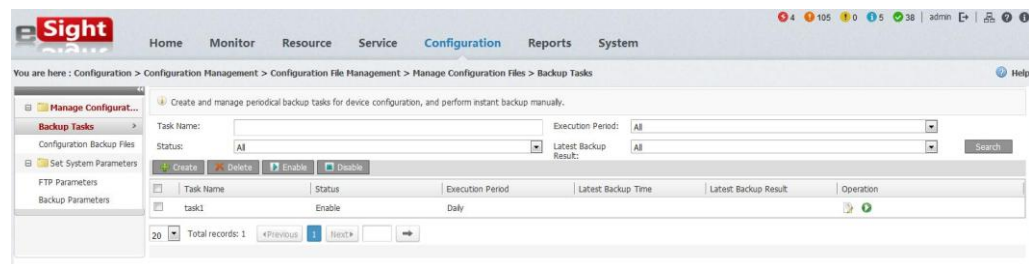 eSight
4 105 0 5 38 | admin
Home Monitor Resource Service Configuration Reports System
You are here : Configuration > Configuration Management > Configuration File Management > Manage Configuration Files > Backup Tasks
Help
Manage Configurat...
Backup Tasks >
Configuration Backup Files
Set System Parameters
FTP Parameters
Backup Parameters
Create and manage periodical backup tasks for device configuration, and perform instant backup manually.
Task Name: Execution Period: All
Status: All Latest Backup Result: All Search
Create Delete Enable Disable
Task Name Status Execution Period Latest Backup Time Latest Backup Result Operation
task1 Enable Daily
20 Total records: 1 Previous 1 Next